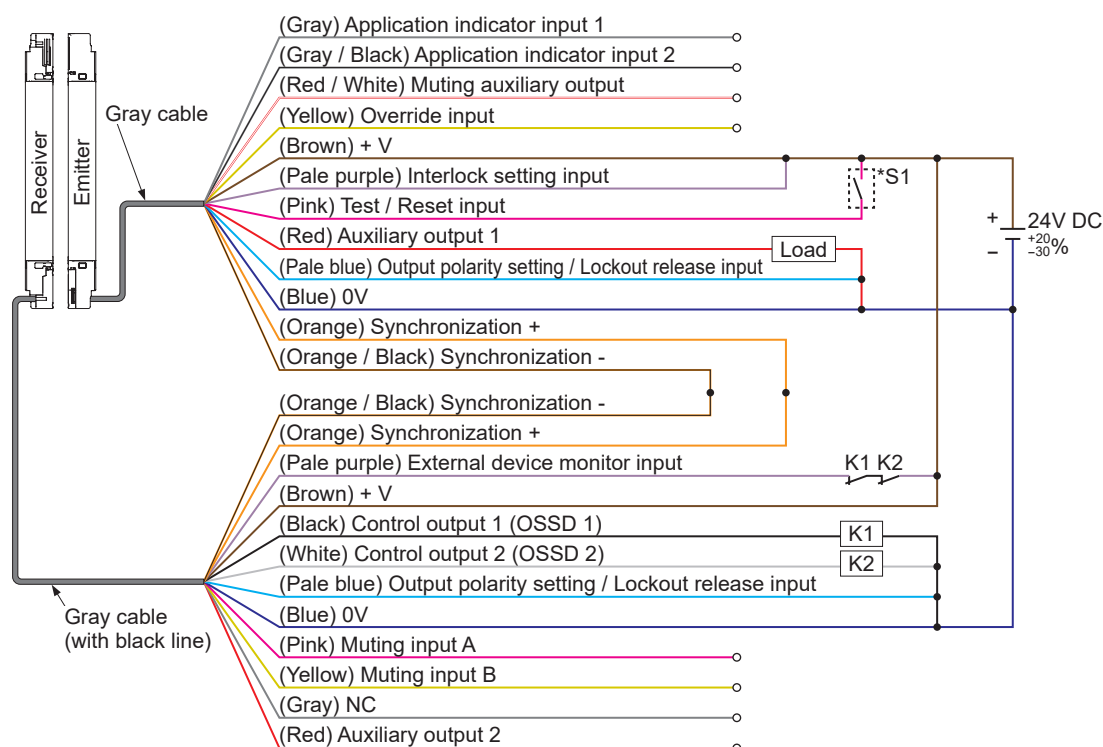 (Gray) Application indicator input 1
(Gray / Black) Application indicator input 2
(Red / White) Muting auxiliary output
Gray cable
(Yellow) Override input
(Brown) + V
Receiver
Emitter
(Pale purple) Interlock setting input
*S1
(Pink) Test / Reset input
+
24V DC
(Red) Auxiliary output 1
Load
–
+20
–30%
(Pale blue) Output polarity setting / Lockout release input
(Blue) 0V
(Orange) Synchronization +
(Orange / Black) Synchronization -
(Orange / Black) Synchronization -
(Orange) Synchronization +
(Pale purple) External device monitor input
K1 K2
(Brown) + V
(Black) Control output 1 (OSSD 1)
K1
(White) Control output 2 (OSSD 2)
K2
(Pale blue) Output polarity setting / Lockout release input
Gray cable
(with black line)
(Blue) 0V
(Pink) Muting input A
(Yellow) Muting input B
(Gray) NC
(Red) Auxiliary output 2